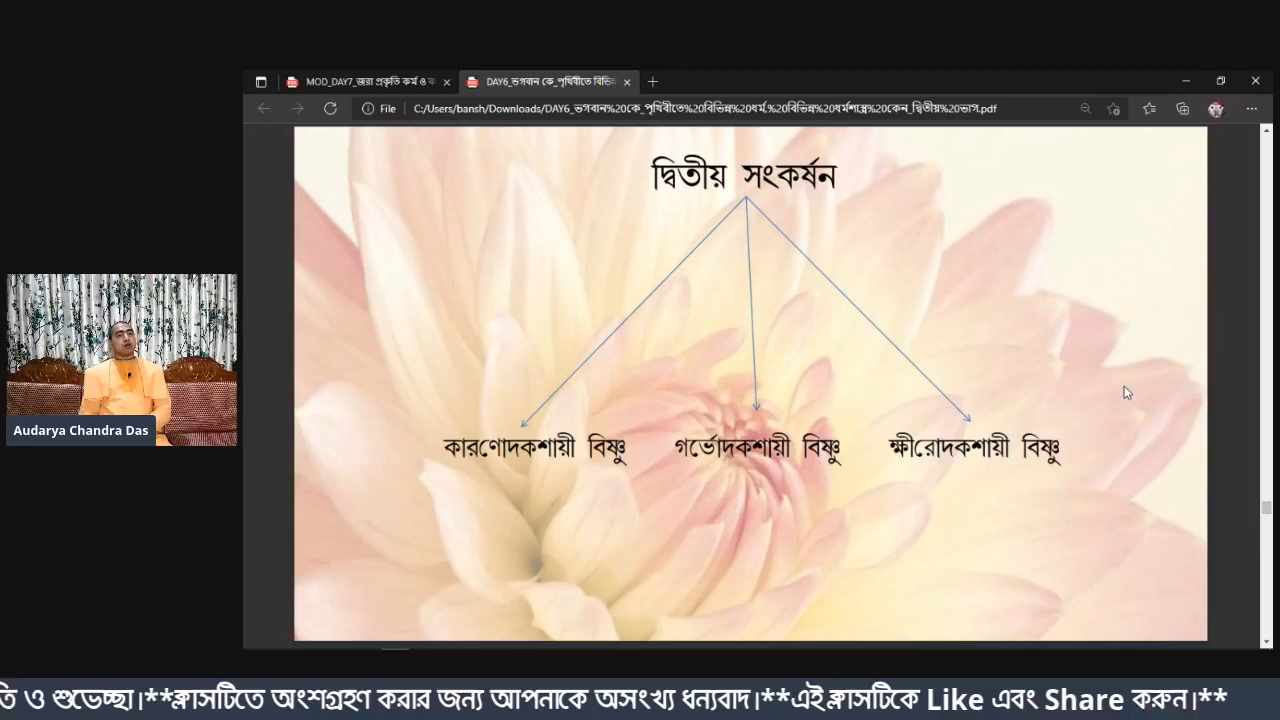 MOD_DAY7_জরা প্রকৃতি কর্ম ও ক
DAY6_ভগবান কে_পৃথিবীতে বিভি
File
C:/Users/bansh/Downloads/DAY6_ভগবান%20কে_পৃথিবীতে%20বিভিন্ন%20ধর্ম,%20বিভিন্ন%20ধর্মশাস্ত্র%20কেন_দ্বিতীয়%20ভাগ.pdf
দ্বিতীয় সংকর্ষন
কারণোদকশায়ী বিষ্ণু গর্ভোদকশায়ী বিষ্ণু ক্ষীরোদকশায়ী বিষ্ণু
Audarya Chandra Das
তি ও শুভেচ্ছা।**ক্লাসটিতে অংশগ্রহণ করার জন্য আপনাকে অসংখ্য ধন্যবাদ।**এই ক্লাসটিকে Like এবং Share করুন।**